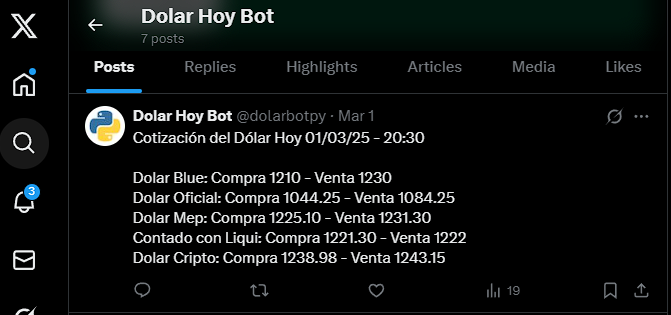 Dolar Hoy Bot
7 posts
Posts Replies Highlights Articles Media Likes
Dolar Hoy Bot @dolarbotpy · Mar 1
Cotización del Dólar Hoy 01/03/25 - 20:30
Dolar Blue: Compra 1210 - Venta 1230
Dolar Oficial: Compra 1044.25 - Venta 1084.25
Dolar Mep: Compra 1225.10 - Venta 1231.30
Contado con Liqui: Compra 1221.30 - Venta 1222
Dolar Cripto: Compra 1238.98 - Venta 1243.15
19
3